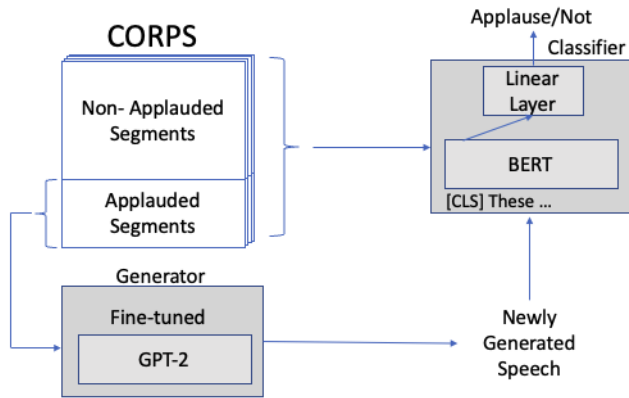 CORPS
Non- Applauded
Segments
Applauded
Segments
Applause/Not
Classifier
Linear
Layer
BERT
[CLS] These ...
Generator
Fine-tuned
GPT-2
Newly
Generated
Speech